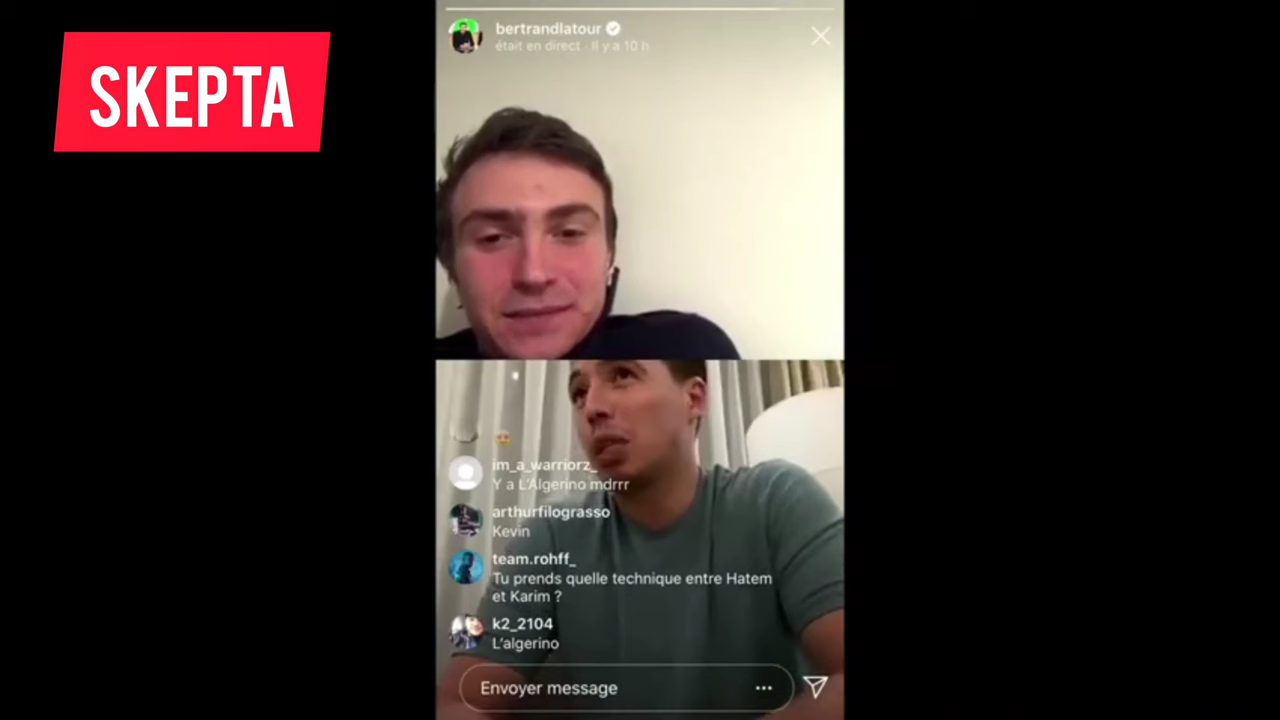 SKEPTA
bertrandlatour
était en direct · Il y a 10 h
im_a_warriorz_
Y a L'Algerino mdrrr
arthurfilograsso
Kevin
team.rohff_
Tu prends quelle technique entre Hatem
et Karim ?
k2_2104
L'algerino
Envoyer message